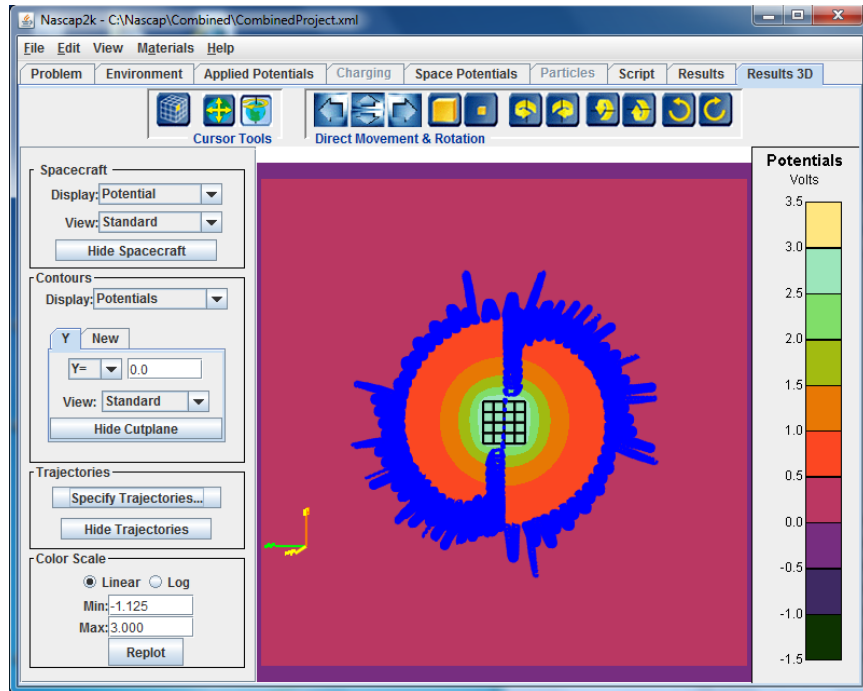 Nascap2k - C:\Nascap\Combined\CombinedProject.xml
File Edit View Materials Help
Problem Environment Applied Potentials Charging Space Potentials Particles Script Results Results 3D
Cursor Tools Direct Movement & Rotation
Spacecraft
Display: Potential
View: Standard
Hide Spacecraft
Contours
Display: Potentials
Y New
Y= 0.0
View: Standard
Hide Cutplane
Trajectories
Specify Trajectories...
Hide Trajectories
Color Scale
Linear Log
Min: -1.125
Max: 3.000
Replot
Potentials
Volts
3.5
3.0
2.5
2.0
1.5
1.0
0.5
0.0
-0.5
-1.0
-1.5